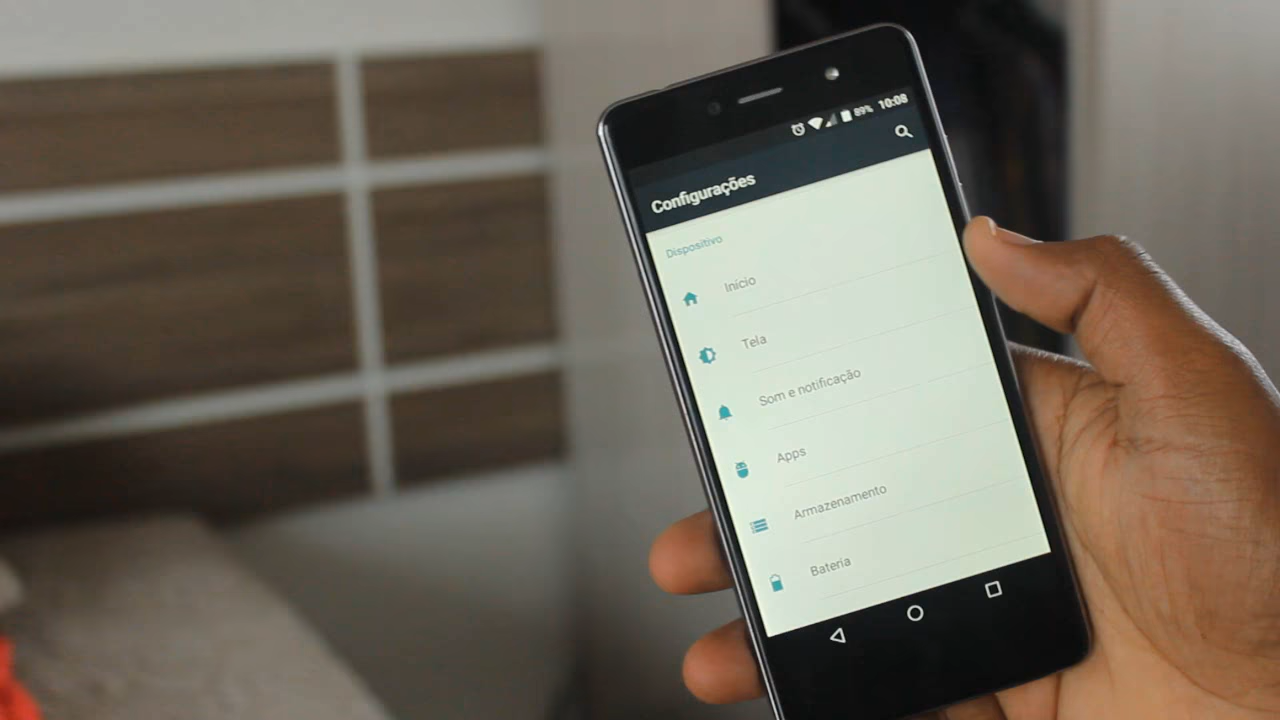 89% 10:08
Configurações
Dispositivo
Início
Tela
Som e notificação
Apps
Armazenamento
Bateria